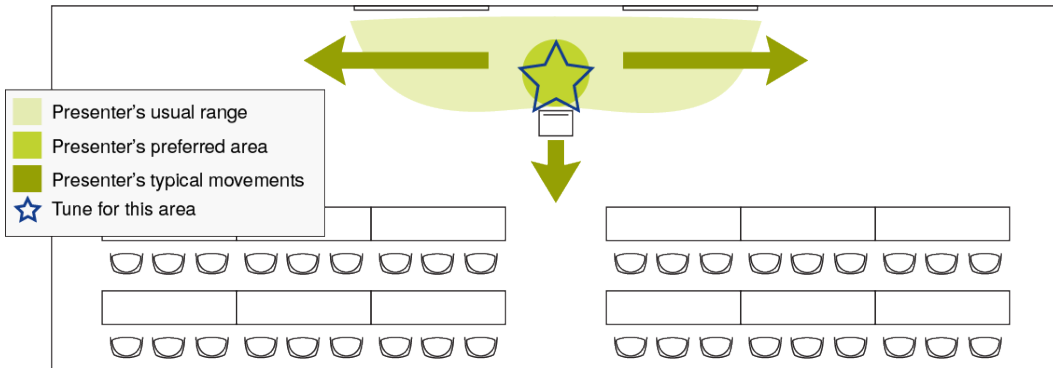 Presenter's usual range
Presenter's preferred area
Presenter's typical movements
Tune for this area